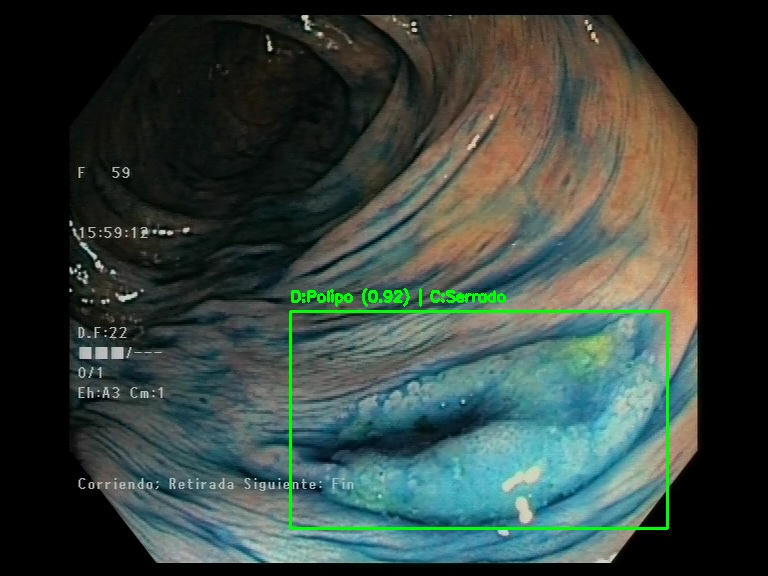 F 59
15:59:12
D:Polipo (0.92) | C:Serrado
D.F:22
■■■/---
0/1
Eh:A3 Cm:1
Corriendo; Retirada Siguiente: Fin